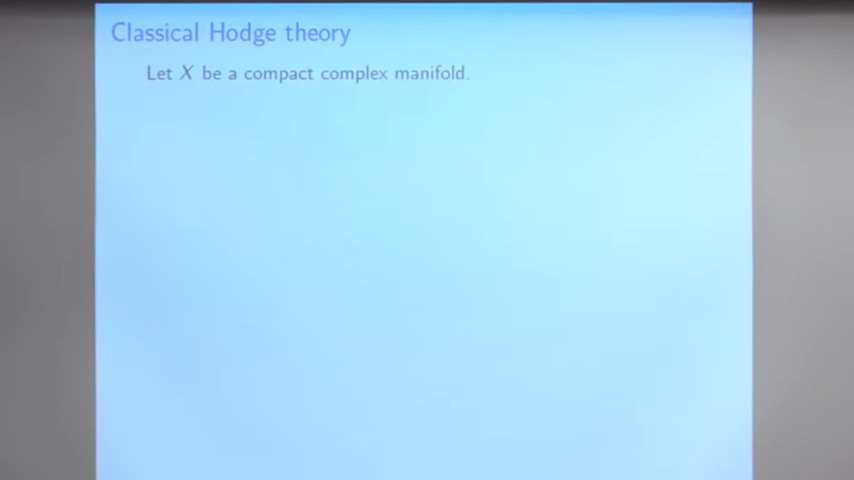 Classical Hodge theory
Let X be a compact complex manifold.